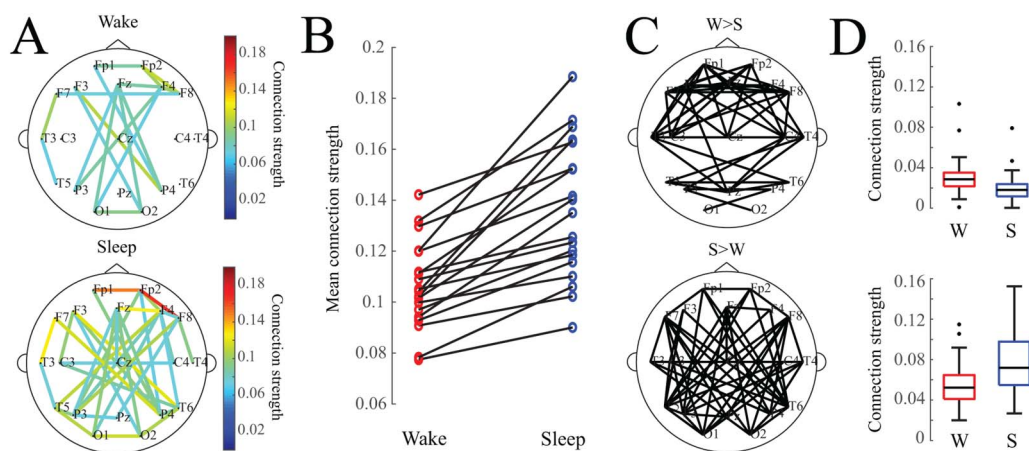 A
Wake
Fp1 Fp2
F7 F3 Fz F4 F8
T3 C3 Cz C4 T4
T5 P3 Pz P4 T6
O1 O2
0.18
0.14
0.1
0.06
0.02
Connection strength
Sleep
Fp1 Fp2
F7 F3 Fz F4 F8
T3 C3 Cz C4 T4
T5 P3 Pz P4 T6
O1 O2
0.18
0.14
0.1
0.06
0.02
Connection strength
B
Mean connection strength
0.2
0.18
0.16
0.14
0.12
0.1
0.08
0.06
Wake Sleep
C
W>S
Fp1 Fp2
F8
T3 C3 Cz T4
T6
P4
O1 O2
S>W
Fp1 Fp2
F7 F3 F4 F8
T3 Cz C4 T4
P4 T6
O1 O2
D
Connection strength
0.16
0.12
0.08
0.04
0
W S
Connection strength
0.16
0.12
0.08
0.04
0
W S